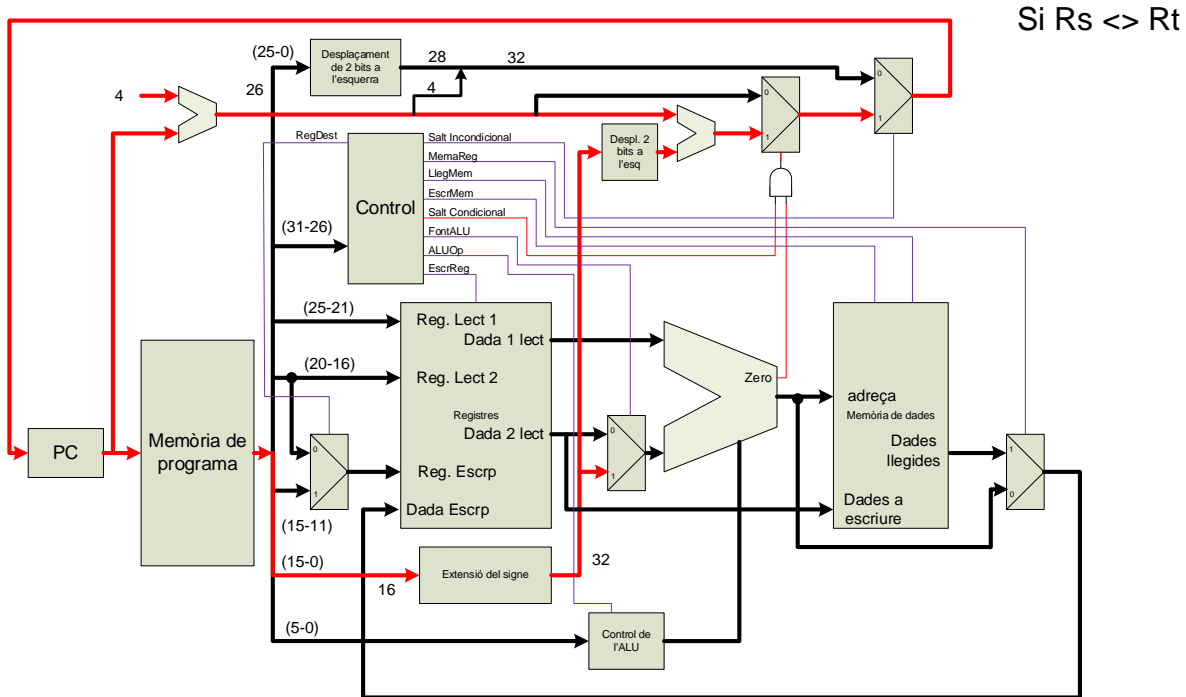 Si Rs <> Rt
(25-0)
Desplaçament
de 2 bits a
l'esquerra
28
32
26
4
4
0
1
0
1
RegDest
Control
Salt Incondicional
MemaReg
LlegMem
EscrMem
Salt Condicional
FontALU
ALUOp
EscrReg
Despl. 2
bits a
l'esq
(31-26)
(25-21)
Reg. Lect 1
Dada 1 lect
(20-16)
Reg. Lect 2
Registres
Dada 2 lect
Reg. Escrp
Dada Escrp
0
1
0
1
Zero
adreça
Memòria de dades
Dades
llegides
Dades a
escriure
1
0
PC
Memòria de
programa
(15-11)
(15-0)
16
Extensió del signe
32
(5-0)
Control de
l'ALU